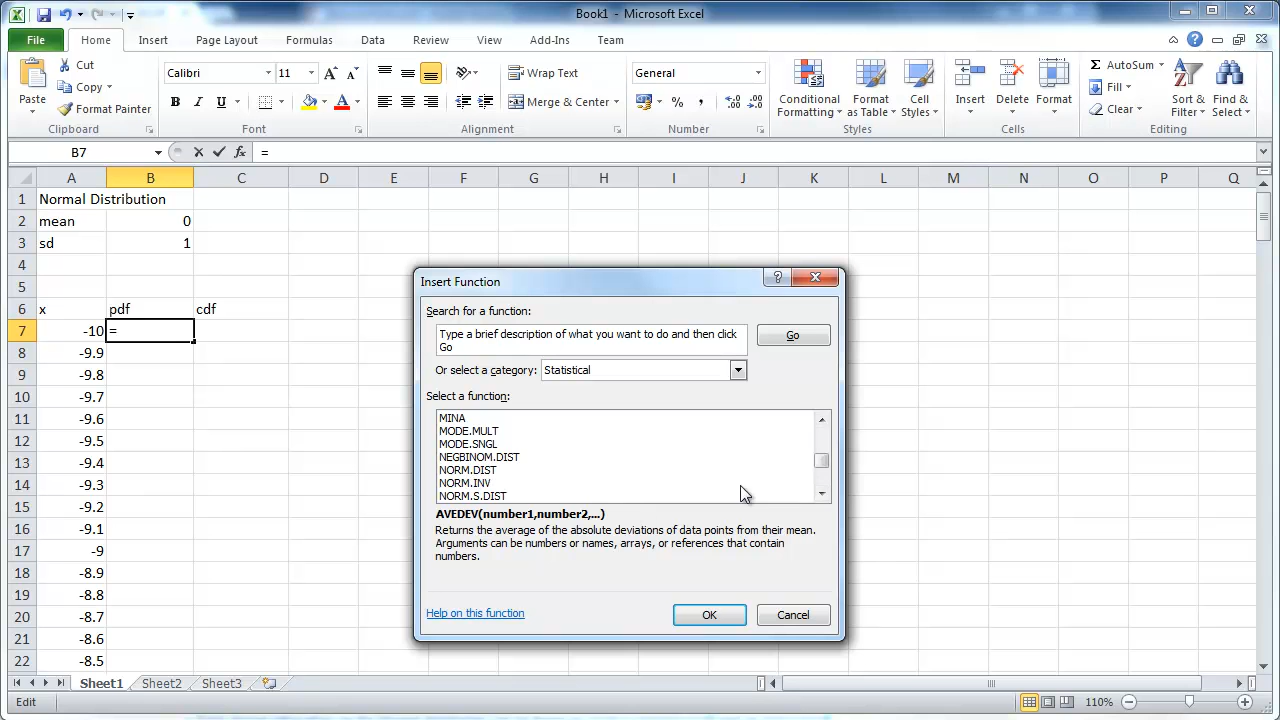 Book1 - Microsoft Excel
File Home Insert Page Layout Formulas Data Review View Add-Ins Team
Paste
Cut
Copy
Format Painter
Clipboard
Calibri 11
B I U
Font
Wrap Text
Merge & Center
Alignment
General
% ,
Number
Conditional Formatting
Format as Table
Cell Styles
Styles
Insert Delete Format
Cells
Σ AutoSum
Fill
Clear
Sort & Filter
Find & Select
Editing
B7 fx =
A B C D E F G H I J K L M N O P Q
1 Normal Distribution
2 mean 0
3 sd 1
4
5
6 x pdf cdf
7 -10 =
8 -9.9
9 -9.8
10 -9.7
11 -9.6
12 -9.5
13 -9.4
14 -9.3
15 -9.2
16 -9.1
17 -9
18 -8.9
19 -8.8
20 -8.7
21 -8.6
22 -8.5
Insert Function
Search for a function:
Type a brief description of what you want to do and then click
Go
Go
Or select a category: Statistical
Select a function:
MINA
MODE.MULT
MODE.SNGL
NEGBINOM.DIST
NORM.DIST
NORM.INV
NORM.S.DIST
AVEDEV(number1,number2,...)
Returns the average of the absolute deviations of data points from their mean.
Arguments can be numbers or names, arrays, or references that contain
numbers.
Help on this function
OK Cancel
Sheet1 Sheet2 Sheet3
Edit 110%